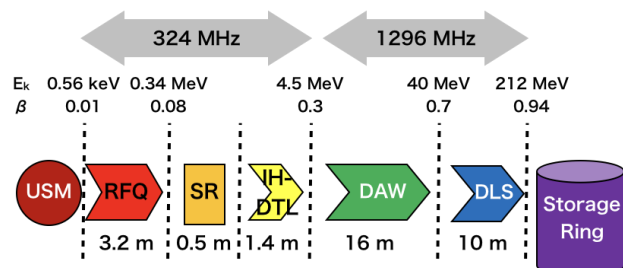 324 MHz 1296 MHz
Eₖ 0.56 keV 0.34 MeV 4.5 MeV 40 MeV 212 MeV
β 0.01 0.08 0.3 0.7 0.94
USM RFQ SR IH-DTL DAW DLS Storage Ring
3.2 m 0.5 m 1.4 m 16 m 10 m